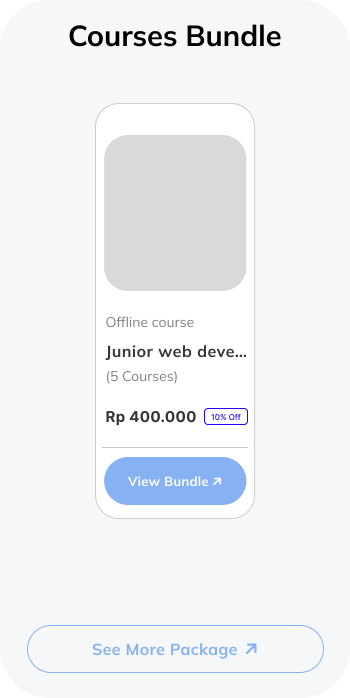 Courses Bundle
Offline course
Junior web deve...
(5 Courses)
Rp 400.000 10% Off
View Bundle
See More Package